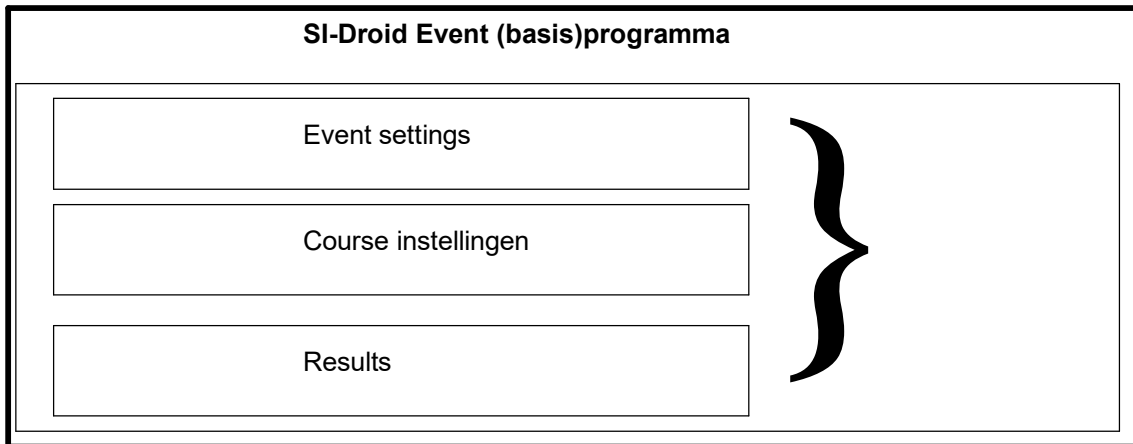 SI-Droid Event (basis)programma
Event settings
Course instellingen
Results